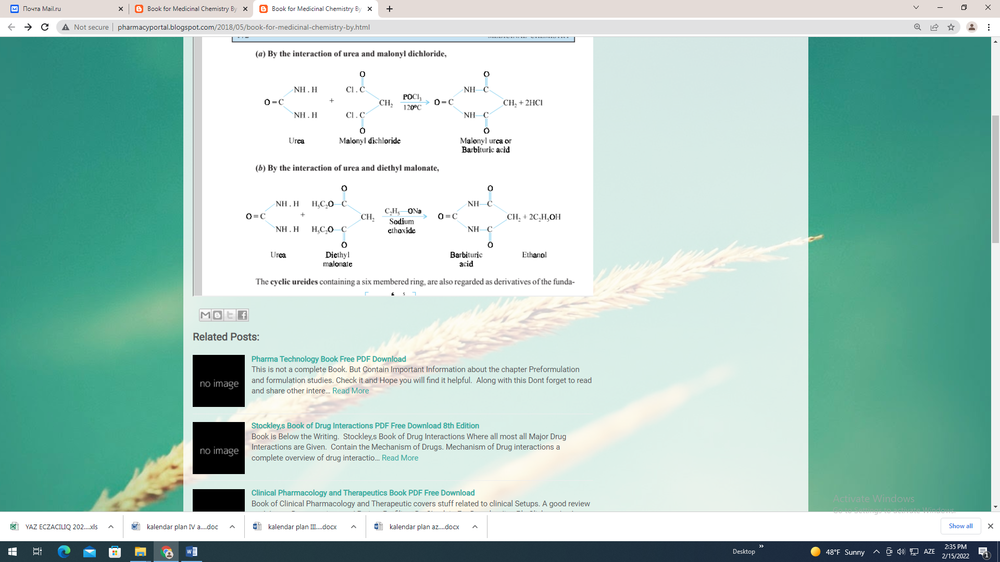 Почта Mail.ru
Book for Medicinal Chemistry By
Book for Medicinal Chemistry By
Not secure
pharmacyportal.blogspot.com/2018/05/book-for-medicinal-chemistry-by.html
(a) By the interaction of urea and malonyl dichloride,
O O
NH . H Cl . C NH C
O = C + CH₂ POCl₃ O = C CH₂ + 2HCl
120°C
NH . H Cl . C NH C
O O
Urea Malonyl dichloride Malonyl urea or
Barbituric acid
(b) By the interaction of urea and diethyl malonate,
O O
NH . H H₅C₂O C NH C
O = C + CH₂ C₂H₅—ONa O = C CH₂ + 2C₂H₅OH
Sodium
ethoxide
NH . H H₅C₂O C NH C
O O
Urea Diethyl Barbituric Ethanol
malonate acid
The cyclic ureides containing a six membered ring, are also regarded as derivatives of the funda-
6 5
Related Posts:
no image
Pharma Technology Book Free PDF Download
This is not a complete Book. But Contain Important Information about the chapter Preformulation
and formulation studies. Check it and Hope you will find it helpful. Along with this Dont forget to read
and share other intere... Read More
no image
Stockley,s Book of Drug Interactions PDF Free Download 8th Edition
Book is Below the Writing. Stockley,s Book of Drug Interactions Where all most all Major Drug
Interactions are Given. Contain the Mechanism of Drugs. Mechanism of Drug interactions a
complete overview of drug interactio... Read More
Clinical Pharmacology and Therapeutics Book PDF Free Download
Book of Clinical Pharmacology and Therapeutic covers stuff related to clinical Setups. A good review
Activate Windows
Go to Settings to activate Windows.
YAZ ECZACILIQ 202....xls
kalendar plan IV a....doc
kalendar plan III....docx
kalendar plan az....docx
Show all
Desktop
48°F Sunny
AZE
2:35 PM
2/15/2022
1